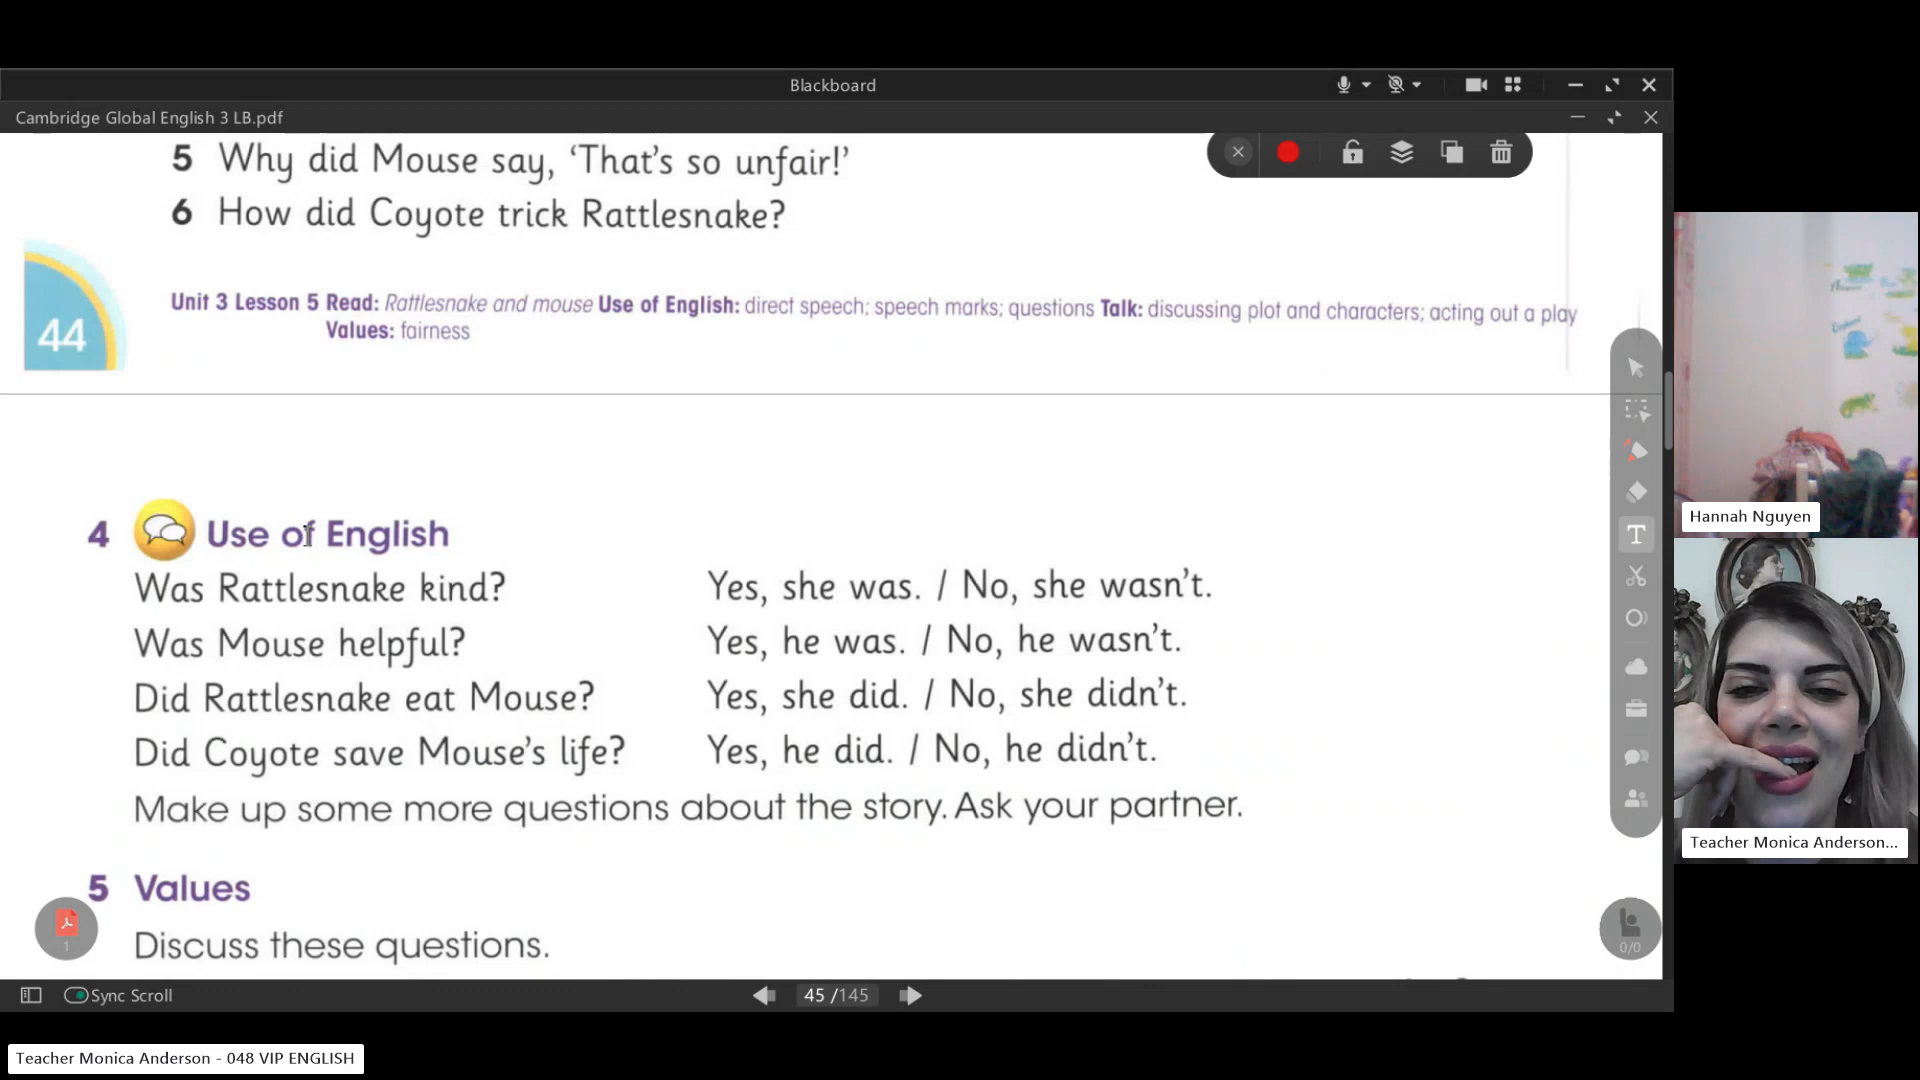 Blackboard
Cambridge Global English 3 LB.pdf
5 Why did Mouse say, ‘That’s so unfair!’
6 How did Coyote trick Rattlesnake?
44
Unit 3 Lesson 5 Read: Rattlesnake and mouse Use of English: direct speech; speech marks; questions Talk: discussing plot and characters; acting out a play
Values: fairness
4 Use of English
Was Rattlesnake kind? Yes, she was. / No, she wasn’t.
Was Mouse helpful? Yes, he was. / No, he wasn’t.
Did Rattlesnake eat Mouse? Yes, she did. / No, she didn’t.
Did Coyote save Mouse’s life? Yes, he did. / No, he didn’t.
Make up some more questions about the story. Ask your partner.
5 Values
Discuss these questions.
1
0/0
Sync Scroll
45 /145
Hannah Nguyen
Teacher Monica Anderson...
Teacher Monica Anderson - 048 VIP ENGLISH